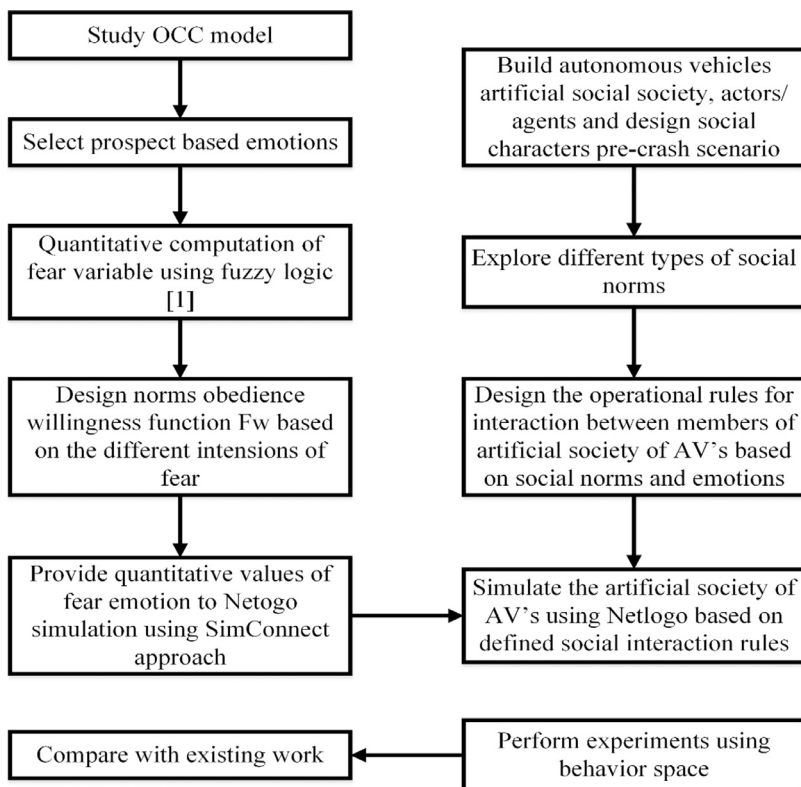 Study OCC model
Select prospect based emotions
Quantitative computation of
fear variable using fuzzy logic
[1]
Design norms obedience
willingness function Fw based
on the different intensions of
fear
Provide quantitative values of
fear emotion to Netogo
simulation using SimConnect
approach
Build autonomous vehicles
artificial social society, actors/
agents and design social
characters pre-crash scenario
Explore different types of social
norms
Design the operational rules for
interaction between members of
artificial society of AV's based
on social norms and emotions
Simulate the artificial society of
AV's using Netlogo based on
defined social interaction rules
Perform experiments using
behavior space
Compare with existing work